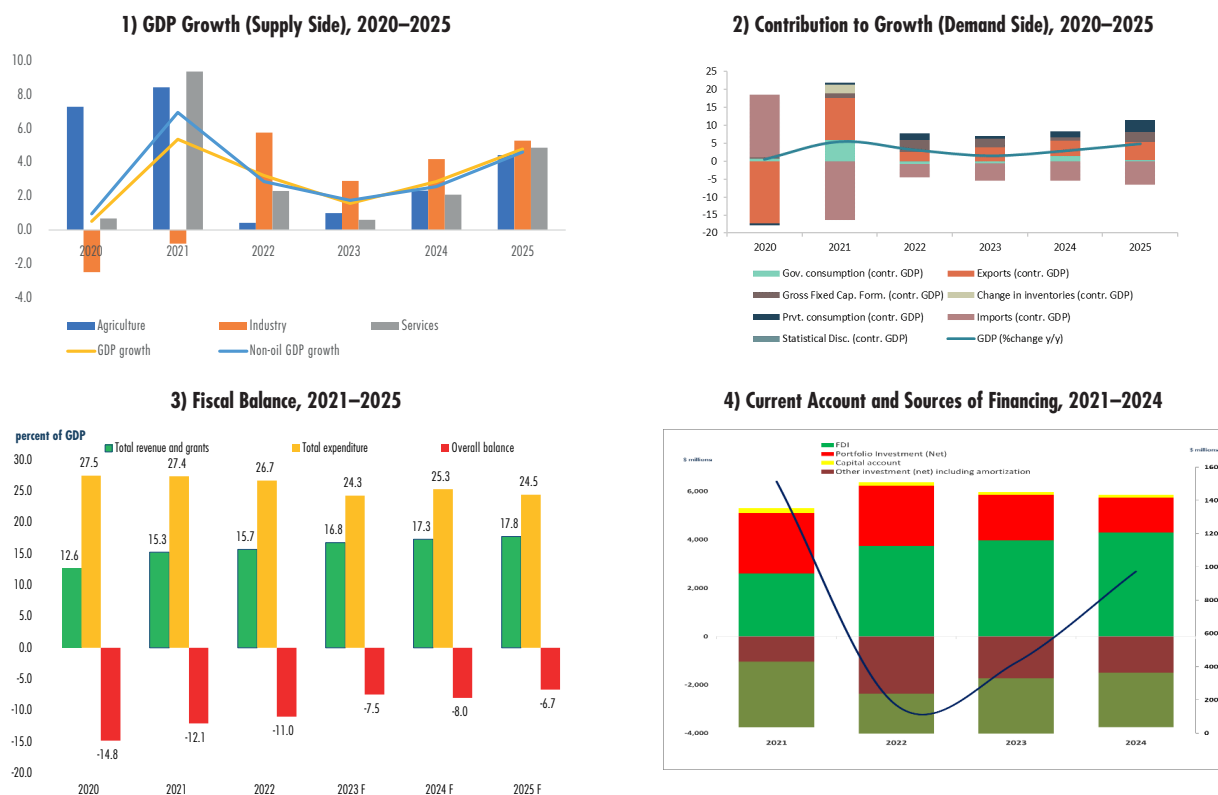 1) GDP Growth (Supply Side), 2020–2025
10.0
8.0
6.0
4.0
2.0
0.0
-2.0
-4.0
2020 2021 2022 2023 2024 2025
Agriculture Industry Services
GDP growth Non-oil GDP growth
2) Contribution to Growth (Demand Side), 2020–2025
25
20
15
10
5
0
-5
-10
-15
-20
2020 2021 2022 2023 2024 2025
Gov. consumption (contr. GDP) Exports (contr. GDP)
Gross Fixed Cap. Form. (contr. GDP) Change in inventories (contr. GDP)
Prvt. consumption (contr. GDP) Imports (contr. GDP)
Statistical Disc. (contr. GDP) GDP (%change y/y)
3) Fiscal Balance, 2021–2025
percent of GDP
Total revenue and grants Total expenditure Overall balance
30.0
25.0
20.0
15.0
10.0
5.0
0.0
-5.0
-10.0
-15.0
-20.0
12.6 27.5 -14.8
15.3 27.4 -12.1
15.7 26.7 -11.0
16.8 24.3 -7.5
17.3 25.3 -8.0
17.8 24.5 -6.7
2020 2021 2022 2023 F 2024 F 2025 F
4) Current Account and Sources of Financing, 2021–2024
FDI
Portfolio Investment (Net)
Capital account
Other investment (net) including amortization
$ millions
6,000
4,000
2,000
0
-2,000
-4,000
$ millions
160
140
120
100
800
600
400
200
0
2021 2022 2023 2024